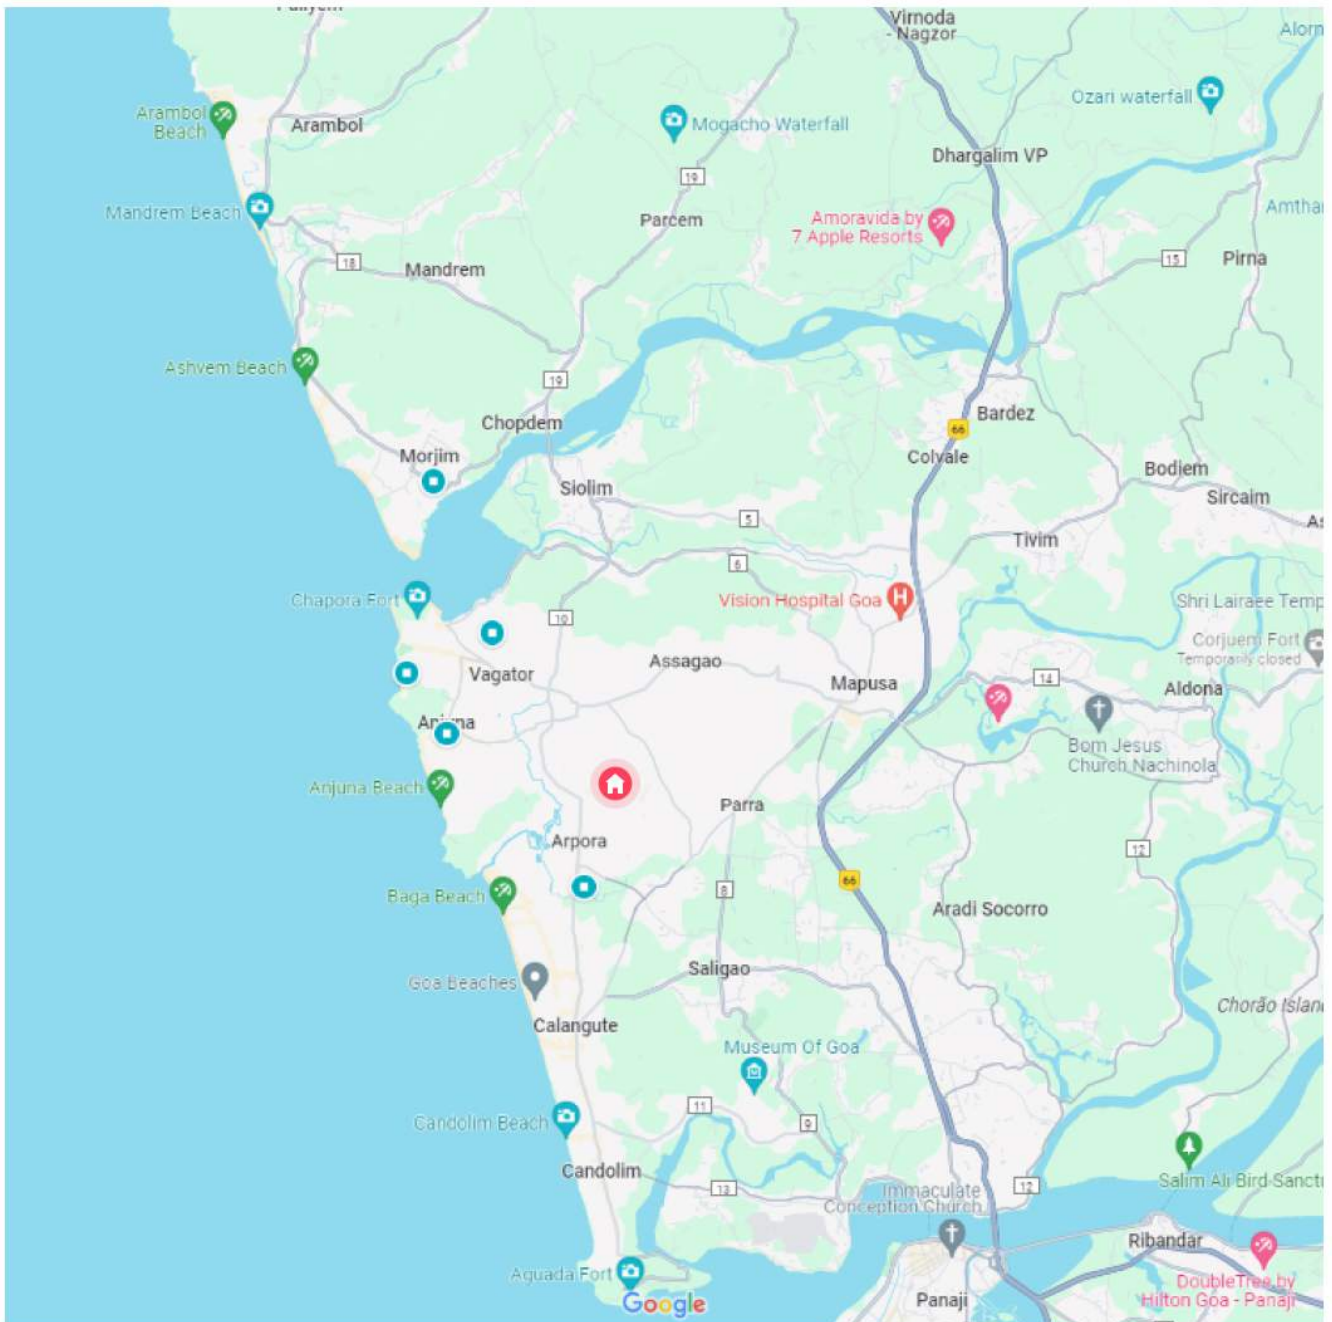 Virnoda
- Nagzor
Arambol
Beach
Arambol
Mogacho Waterfall
Ozari waterfall
Dhargalim VP
19
Mandrem Beach
Parcem
Amoravida by
7 Apple Resorts
18
Mandrem
15
Pirna
Ashvem Beach
19
Chopdem
Bardez
66
Colvale
Morjim
Bodiem
Siolim
Sircaim
5
Tivim
6
Chapora Fort
Vision Hospital Goa
10
Shri Lairaee Temp
Corjuem Fort
Temporarily closed
Assagao
Vagator
Mapusa
14
Aldona
Anjuna
Bom Jesus
Church Nachinola
Anjuna Beach
Parra
Arpora
12
66
8
Baga Beach
Aradi Socorro
Saligao
Goa Beaches
Chorão Islan
Calangute
Museum Of Goa
11
9
Candolim Beach
Candolim
13
12
Salim Ali Bird Sanct
Immaculate
Conception Church
Ribandar
Aguada Fort
Google
Panaji
DoubleTree by
Hilton Goa - Panaji